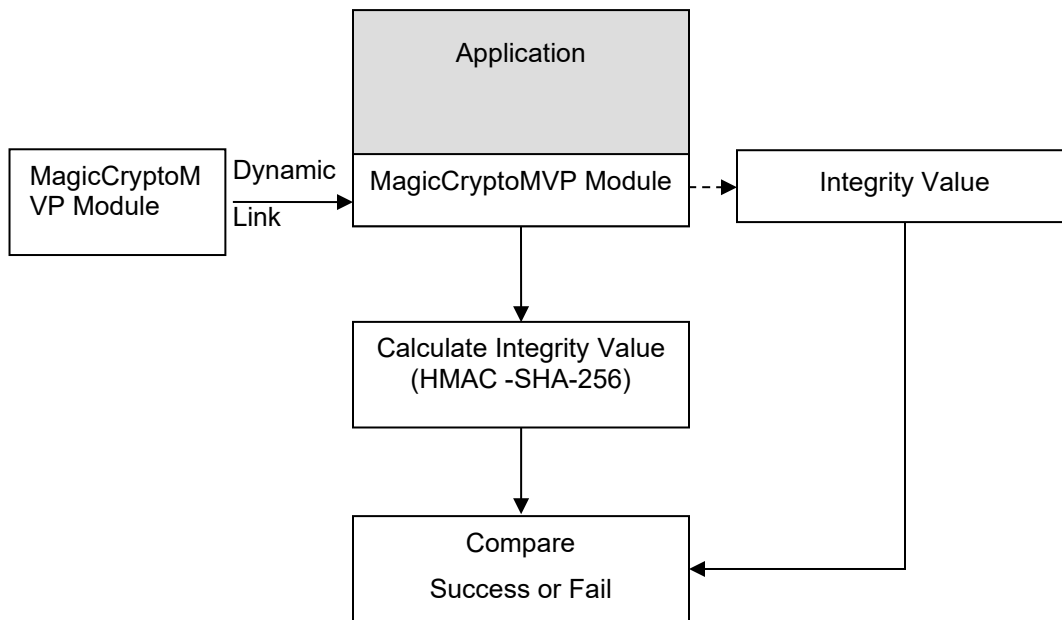 Application
MagicCryptoM
VP Module
Dynamic
Link
MagicCryptoMVP Module
Integrity Value
Calculate Integrity Value
(HMAC -SHA-256)
Compare
Success or Fail